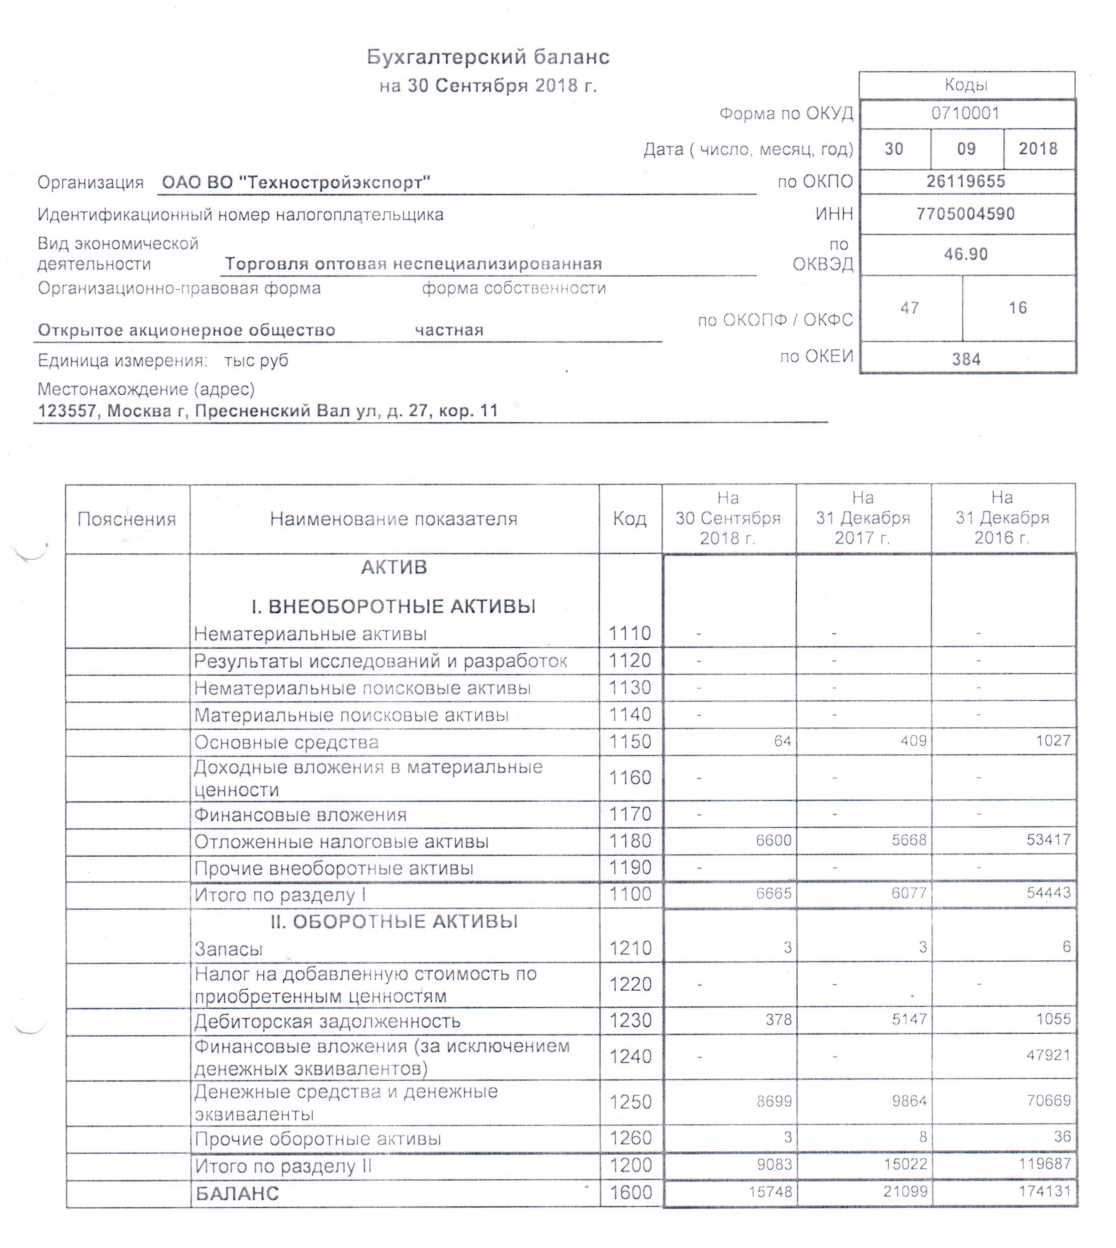 Бухгалтерский баланс
на 30 Сентября 2018 г.
Коды
Форма по ОКУД 0710001
Дата ( число, месяц, год) 30 09 2018
Организация ОАО ВО "Техностройэкспорт" по ОКПО 26119655
Идентификационный номер налогоплательщика ИНН 7705004590
Вид экономической
деятельности Торговля оптовая неспециализированная по ОКВЭД 46.90
Организационно-правовая форма форма собственности
Открытое акционерное общество частная по ОКОПФ / ОКФС 47 16
Единица измерения: тыс руб по ОКЕИ 384
Местонахождение (адрес)
123557, Москва г, Пресненский Вал ул, д. 27, кор. 11
Пояснения Наименование показателя Код На 30 Сентября 2018 г. На 31 Декабря 2017 г. На 31 Декабря 2016 г.
АКТИВ
I. ВНЕОБОРОТНЫЕ АКТИВЫ
Нематериальные активы 1110 - - -
Результаты исследований и разработок 1120 - - -
Нематериальные поисковые активы 1130 - - -
Материальные поисковые активы 1140 - - -
Основные средства 1150 64 409 1027
Доходные вложения в материальные
ценности 1160 - - -
Финансовые вложения 1170 - - -
Отложенные налоговые активы 1180 6600 5668 53417
Прочие внеоборотные активы 1190 - - -
Итого по разделу I 1100 6665 6077 54443
II. ОБОРОТНЫЕ АКТИВЫ
Запасы 1210 3 3 6
Налог на добавленную стоимость по
приобретенным ценностям 1220 - - -
Дебиторская задолженность 1230 378 5147 1055
Финансовые вложения (за исключением
денежных эквивалентов) 1240 - - 47921
Денежные средства и денежные
эквиваленты 1250 8699 9864 70669
Прочие оборотные активы 1260 3 8 36
Итого по разделу II 1200 9083 15022 119687
БАЛАНС 1600 15748 21099 174131